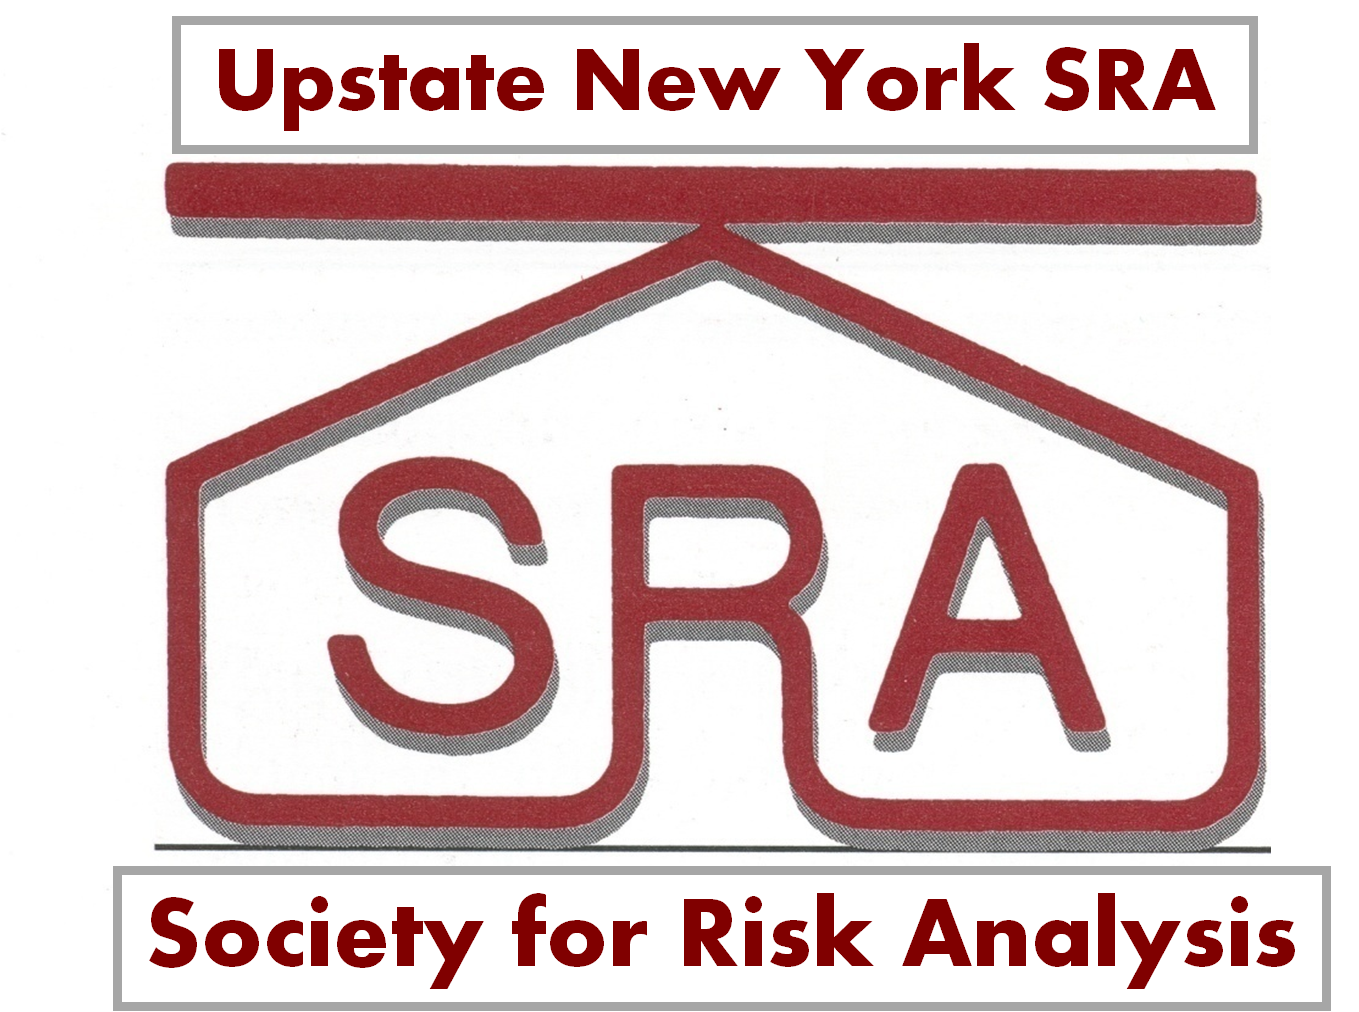 Upstate New York SRA
SRA
Society for Risk Analysis